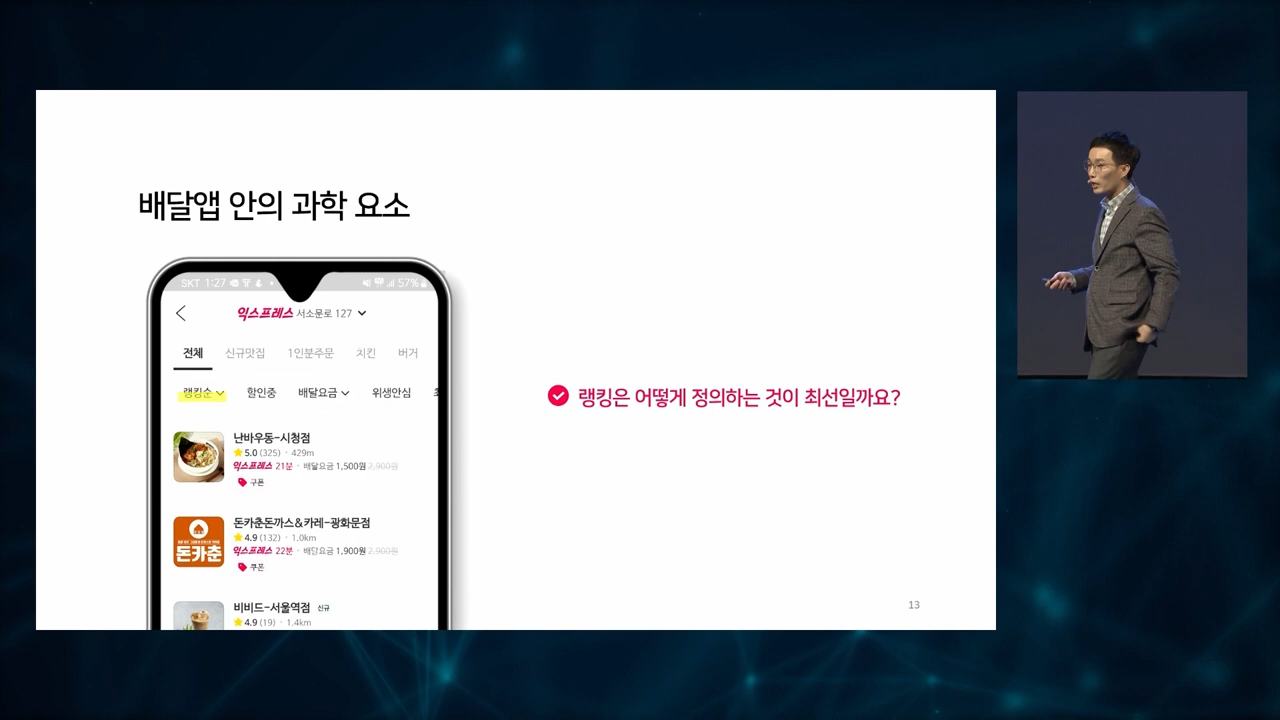 배달앱 안의 과학 요소
SKT 1:27
57%
익스프레스 서소문로 127
전체 신규맛집 1인분주문 치킨 버거
랭킹순 할인중 배달요금 위생안심
난바우동-시청점
5.0 (325) · 429m
익스프레스 21분 · 배달요금 1,500원 2,900원
쿠폰
돈카춘돈까스&카레-광화문점
4.9 (132) · 1.0km
익스프레스 22분 · 배달요금 1,900원 2,900원
쿠폰
돈카춘
비비드-서울역점 신규
4.9 (19) · 1.4km
랭킹은 어떻게 정의하는 것이 최선일까요?
13